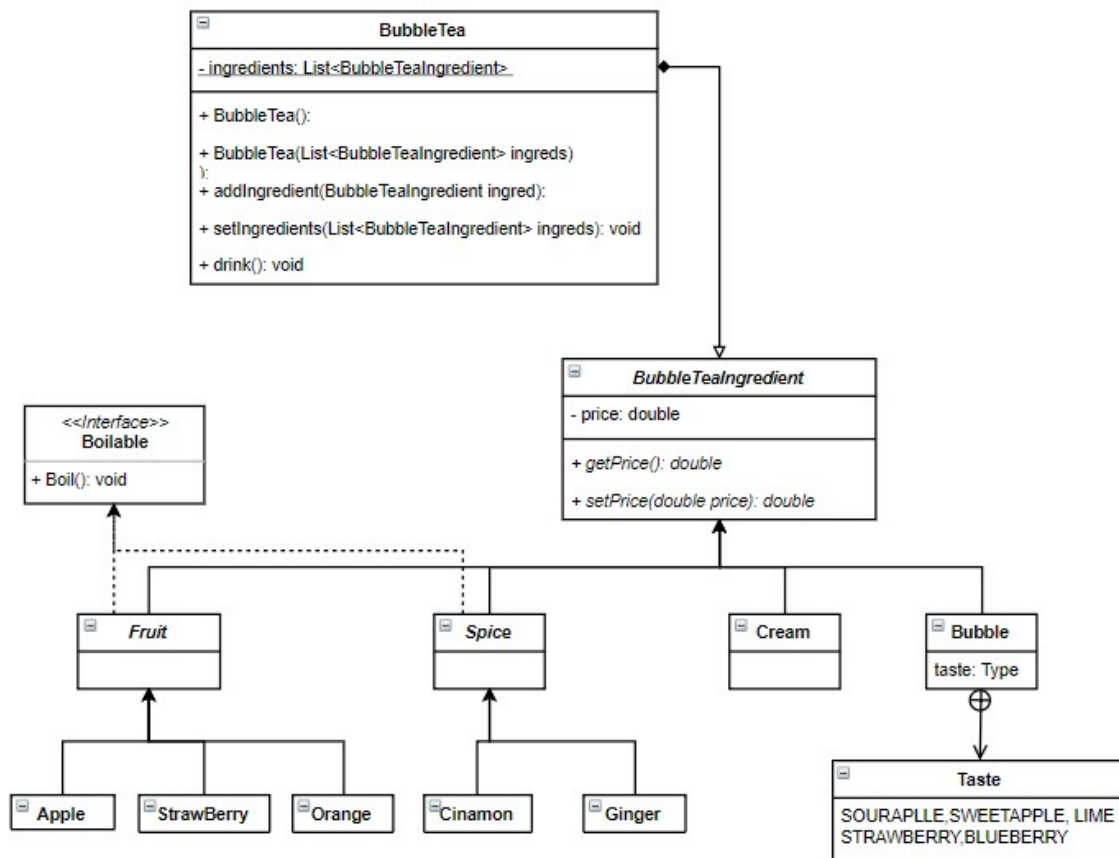 BubbleTea
- ingredients: List<BubbleTeaIngredient>
+ BubbleTea():
+ BubbleTea(List<BubbleTeaIngredient> ingreds)
):
+ addIngredient(BubbleTeaIngredient ingred):
+ setIngredients(List<BubbleTeaIngredient> ingreds): void
+ drink(): void
BubbleTeaIngredient
- price: double
+ getPrice(): double
+ setPrice(double price): double
<<Interface>>
Boilable
+ Boil(): void
Fruit
Spice
Cream
Bubble
taste: Type
Apple
StrawBerry
Orange
Cinamon
Ginger
Taste
SOURAPLLE,SWEETAPPLE, LIME
STRAWBERRY,BLUEBERRY